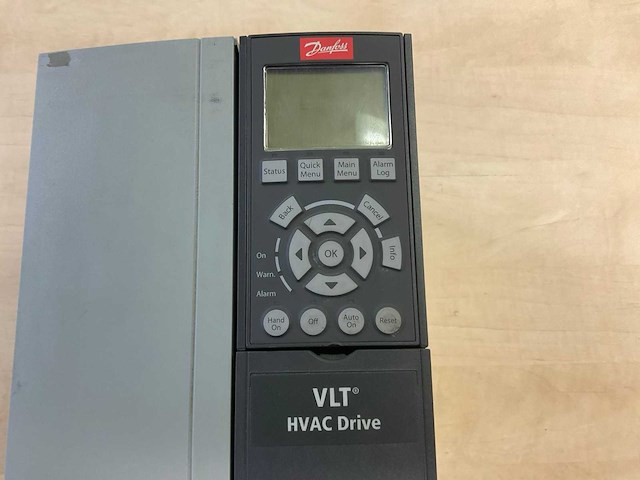 Danfoss
Status
Quick Menu
Main Menu
Alarm Log
Back
Cancel
Info
OK
On
Warn.
Alarm
Hand On
Off
Auto On
Reset
VLT®
HVAC Drive